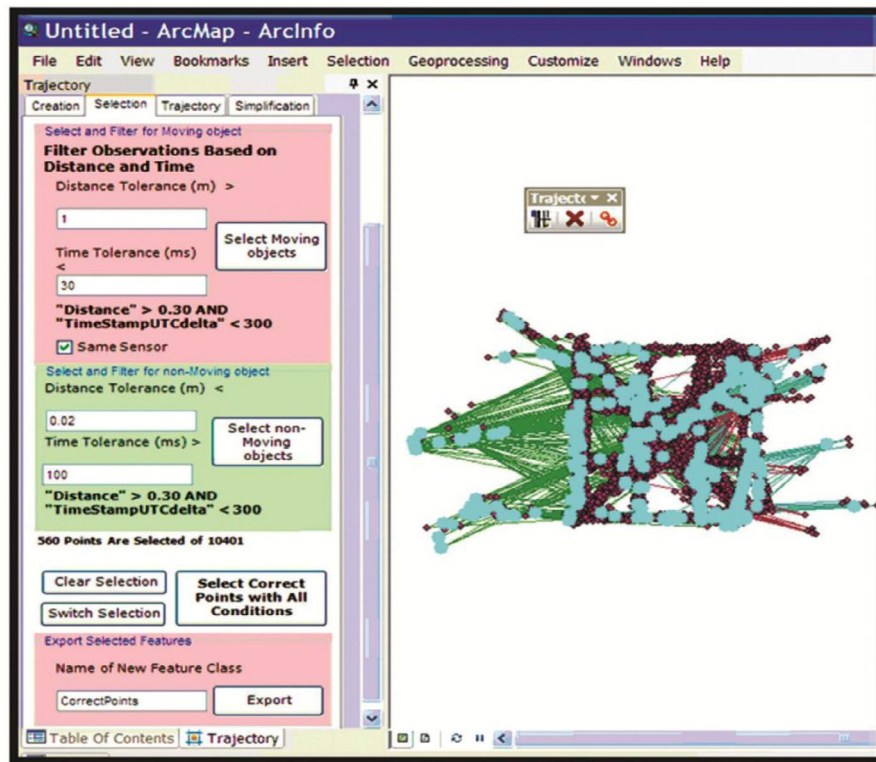 Untitled - ArcMap - ArcInfo
File Edit View Bookmarks Insert Selection Geoprocessing Customize Windows Help
Trajectory
Creation Selection Trajectory Simplification
Select and Filter for Moving object
Filter Observations Based on
Distance and Time
Distance Tolerance (m) >
1
Select Moving
objects
Time Tolerance (ms)
<
30
"Distance" > 0.30 AND
"TimeStampUTCdelta" < 300
Same Sensor
Select and Filter for non-Moving object
Distance Tolerance (m) <
0.02
Select non-
Moving
objects
Time Tolerance (ms) >
100
"Distance" > 0.30 AND
"TimeStampUTCdelta" < 300
560 Points Are Selected of 10401
Clear Selection
Switch Selection
Select Correct
Points with All
Conditions
Export Selected Features
Name of New Feature Class
CorrectPoints
Export
Table Of Contents Trajectory